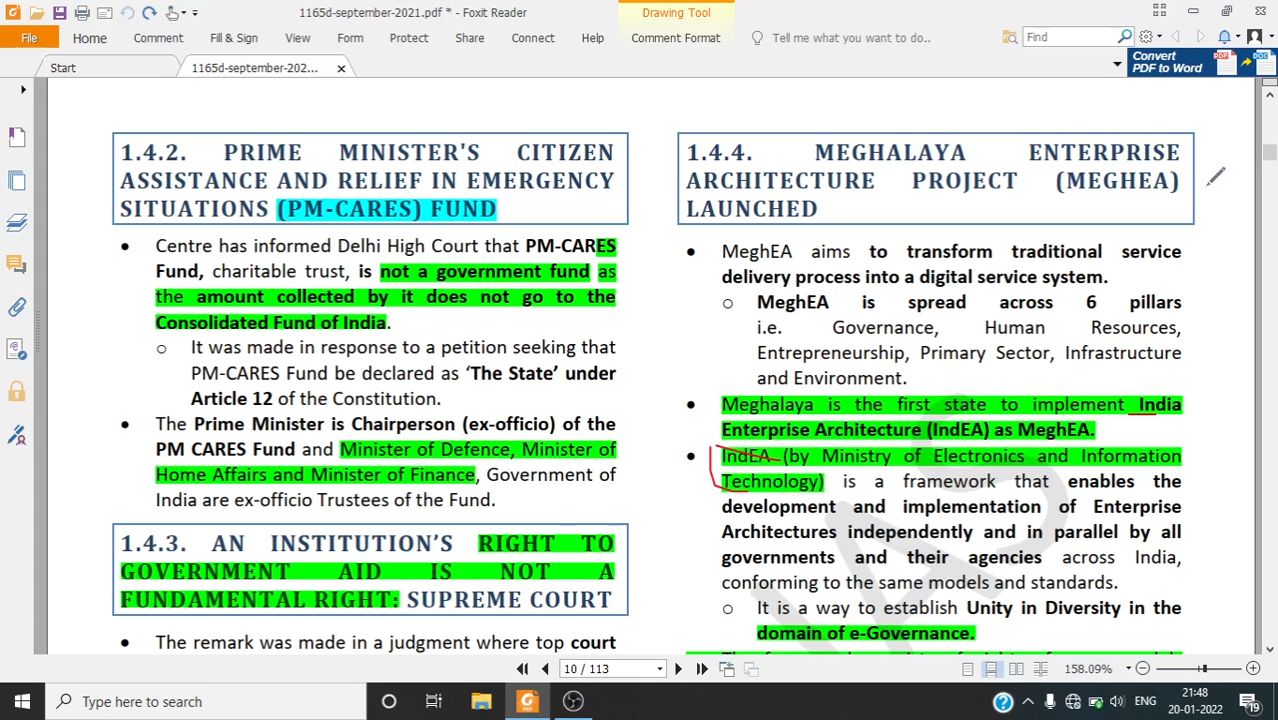 1165d-september-2021.pdf * - Foxit Reader
Drawing Tool
File
Home
Comment
Fill & Sign
View
Form
Protect
Share
Connect
Help
Comment Format
Tell me what you want to do..
Find
Start
1165d-september-202...
Convert
PDF to Word
1.4.2. PRIME MINISTER'S CITIZEN
ASSISTANCE AND RELIEF IN EMERGENCY
SITUATIONS (PM-CARES) FUND
• Centre has informed Delhi High Court that PM-CARES
Fund, charitable trust, is not a government fund as
the amount collected by it does not go to the
Consolidated Fund of India.
o It was made in response to a petition seeking that
PM-CARES Fund be declared as ‘The State’ under
Article 12 of the Constitution.
• The Prime Minister is Chairperson (ex-officio) of the
PM CARES Fund and Minister of Defence, Minister of
Home Affairs and Minister of Finance, Government of
India are ex-officio Trustees of the Fund.
1.4.3. AN INSTITUTION’S RIGHT TO
GOVERNMENT AID IS NOT A
FUNDAMENTAL RIGHT: SUPREME COURT
• The remark was made in a judgment where top court
1.4.4. MEGHALAYA ENTERPRISE
ARCHITECTURE PROJECT (MEGHEA)
LAUNCHED
• MeghEA aims to transform traditional service
delivery process into a digital service system.
o MeghEA is spread across 6 pillars
i.e. Governance, Human Resources,
Entrepreneurship, Primary Sector, Infrastructure
and Environment.
• Meghalaya is the first state to implement India
Enterprise Architecture (IndEA) as MeghEA.
• IndEA (by Ministry of Electronics and Information
Technology) is a framework that enables the
development and implementation of Enterprise
Architectures independently and in parallel by all
governments and their agencies across India,
conforming to the same models and standards.
o It is a way to establish Unity in Diversity in the
domain of e-Governance.
IAS
10 / 113
158.09%
Type here to search
ENG
21:48
20-01-2022
19